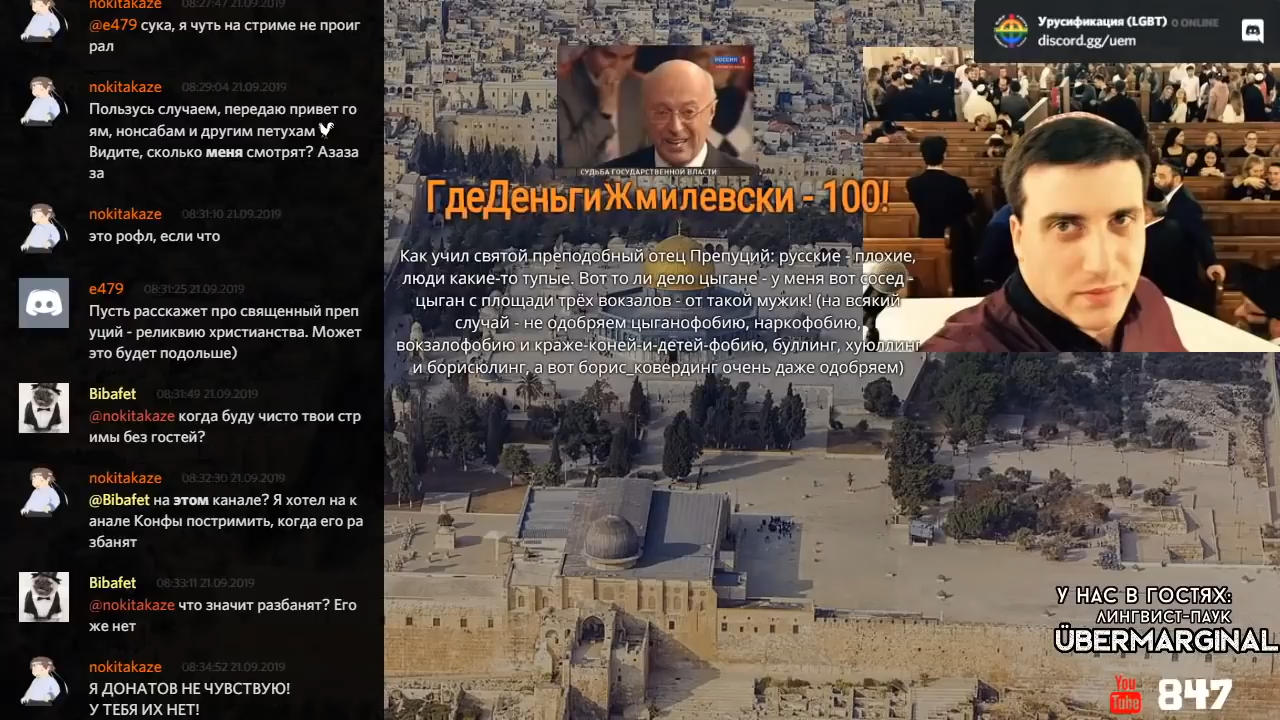 nokitakaze 08:27:47 21.09.2019
@e479 сука, я чуть на стриме не проиг
рал
nokitakaze 08:29:04 21.09.2019
Пользусь случаем, передаю привет го
ям, нонсабам и другим петухам
Видите, сколько меня смотрят? Азаза
за
nokitakaze 08:31:10 21.09.2019
это рофл, если что
e479 08:31:25 21.09.2019
Пусть расскажет про священный преп
уций - реликвию христианства. Может
это будет подольше)
Bibafet 08:31:49 21.09.2019
@nokitakaze когда буду чисто твои стр
имы без гостей?
nokitakaze 08:32:30 21.09.2019
@Bibafet на этом канале? Я хотел на к
анале Конфы постримить, когда его ра
збанят
Bibafet 08:33:11 21.09.2019
@nokitakaze что значит разбанят? Его
же нет
nokitakaze 08:34:52 21.09.2019
Я ДОНАТОВ НЕ ЧУВСТВУЮ!
У ТЕБЯ ИХ НЕТ!
РОССИЯ 1
СУДЬБА ГОСУДАРСТВЕННОЙ ВЛАСТИ
ГдеДеньгиЖмилевски - 100!
Как учил святой преподобный отец Препуций: русские - плохие,
люди какие-то тупые. Вот то ли дело цыгане - у меня вот сосед -
цыган с площади трёх вокзалов - от такой мужик! (на всякий
случай - не одобряем цыганофобию, наркофобию,
вокзалофобию и краже-коней-и-детей-фобию, буллинг, хуюллинг
и борисюлинг, а вот борис_ковердинг очень даже одобряем)
Урусификация (LGBT) 0 ONLINE
discord.gg/uem
У НАС В ГОСТЯХ:
ЛИНГВИСТ-ПАУК
ÜBERMARGINAL
You Tube 847